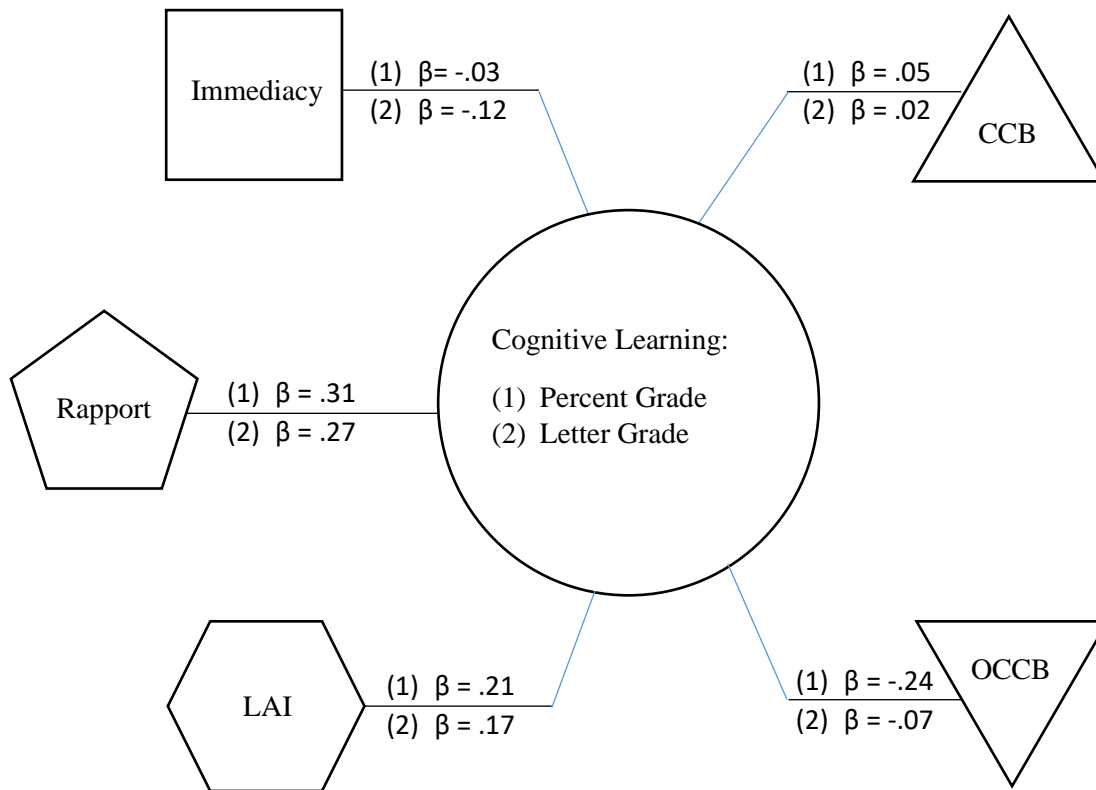 Immediacy
(1) β= -.03
(2) β = -.12
(1) β = .05
(2) β = .02
CCB
Cognitive Learning:
(1) Percent Grade
(2) Letter Grade
Rapport
(1) β = .31
(2) β = .27
LAI
(1) β = .21
(2) β = .17
(1) β = -.24
(2) β = -.07
OCCB